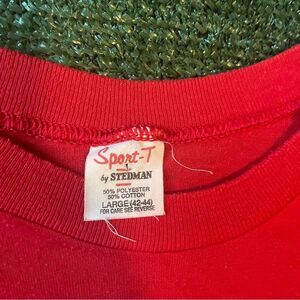 Sport-T
by STEDMAN
50% POLYESTER
50% COTTON
LARGE (42-44)
FOR CARE SEE REVERSE